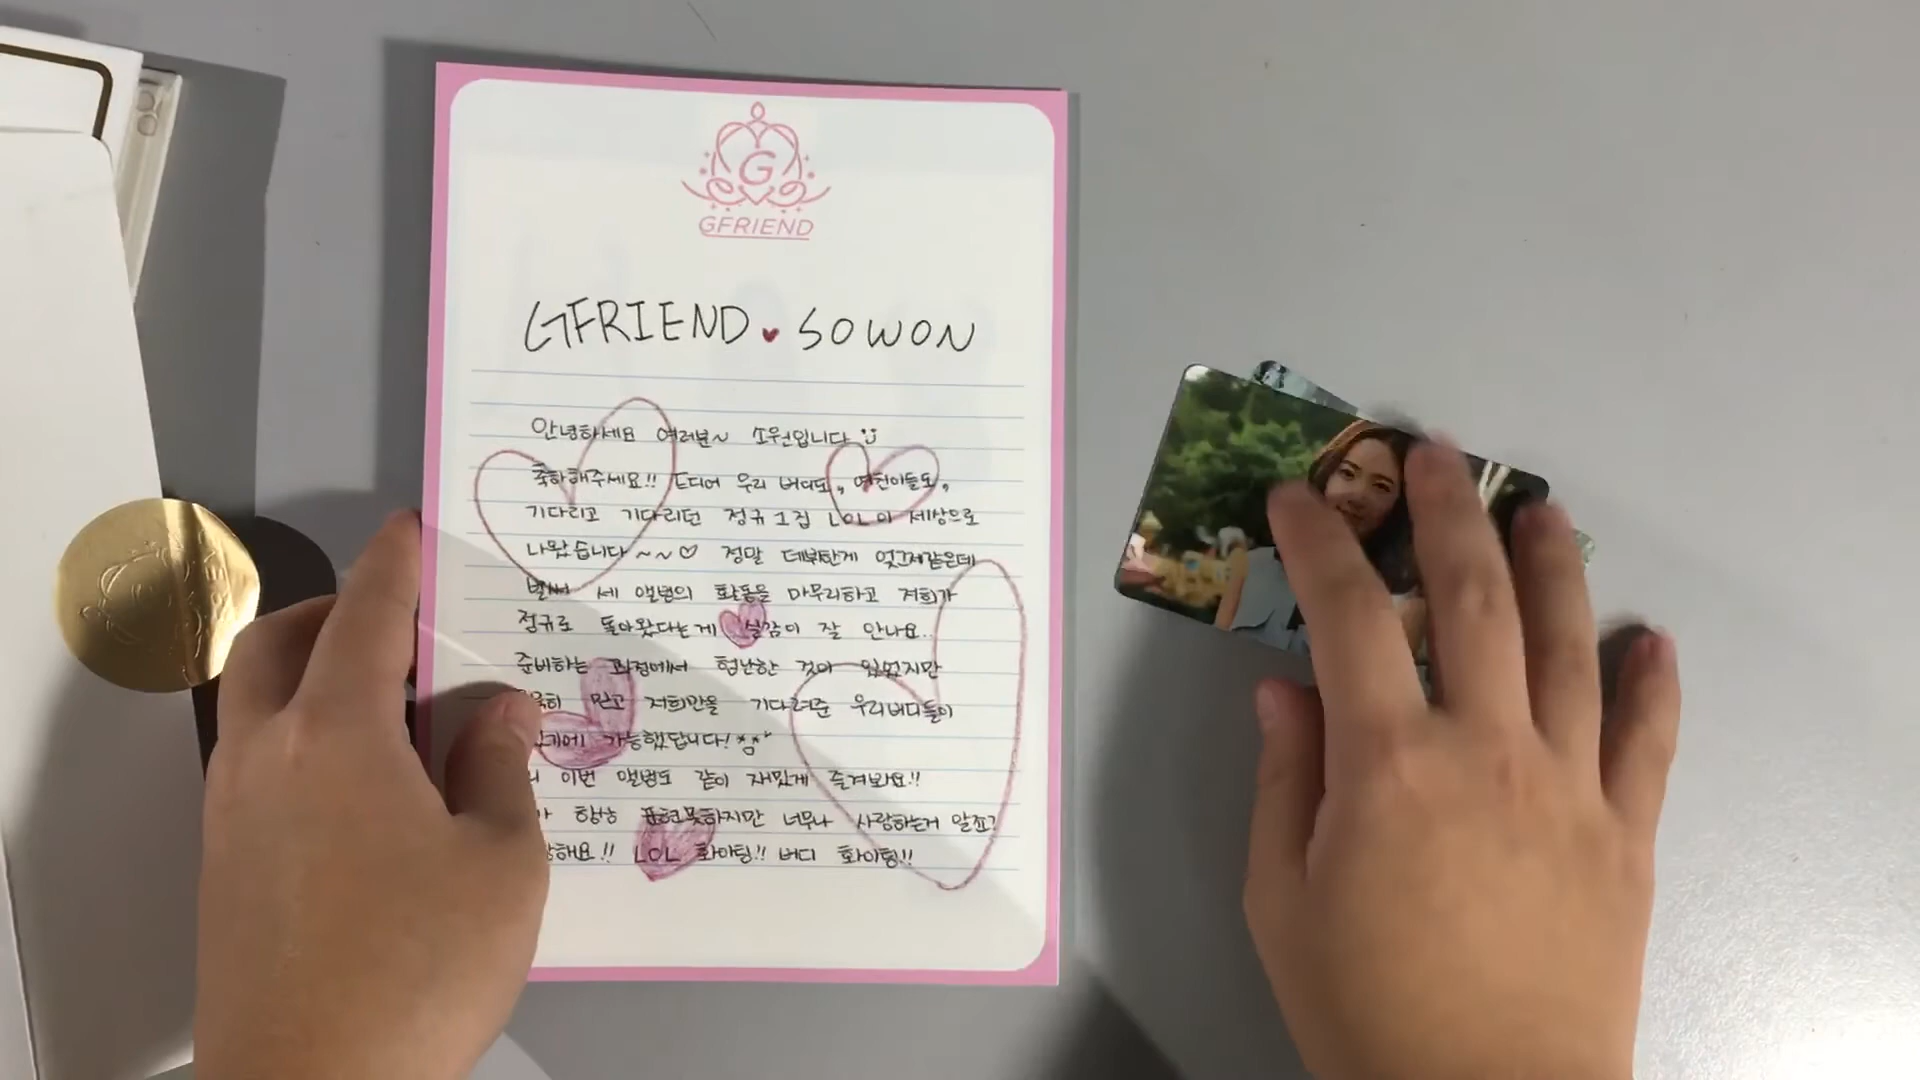 G
GFRIEND
GFRIEND SOWON
안녕하세요 여러분~ 소원입니다
축하해주세요!! 드디어 우리 버디도, 여친이들도,
기다리고 기다리던 정규 1집 LOL이 세상으로
나왔습니다~~♡ 정말 데뷔한게 엊그제같은데
벌써 세 앨범의 활동을 마무리하고 저희가
정규로 돌아왔다는게 실감이 잘 안나요..
준비하는 과정에서 험난한 것이 있었지만
믿고 저희만을 기다려준 우리버디들이
있기에 가능했답니다!
이번 앨범도 같이 재밌게 즐겨봐요!!
항상 표현못하지만 너무나 사랑하는거 알죠?
LOL 화이팅!! 버디 화이팅!!